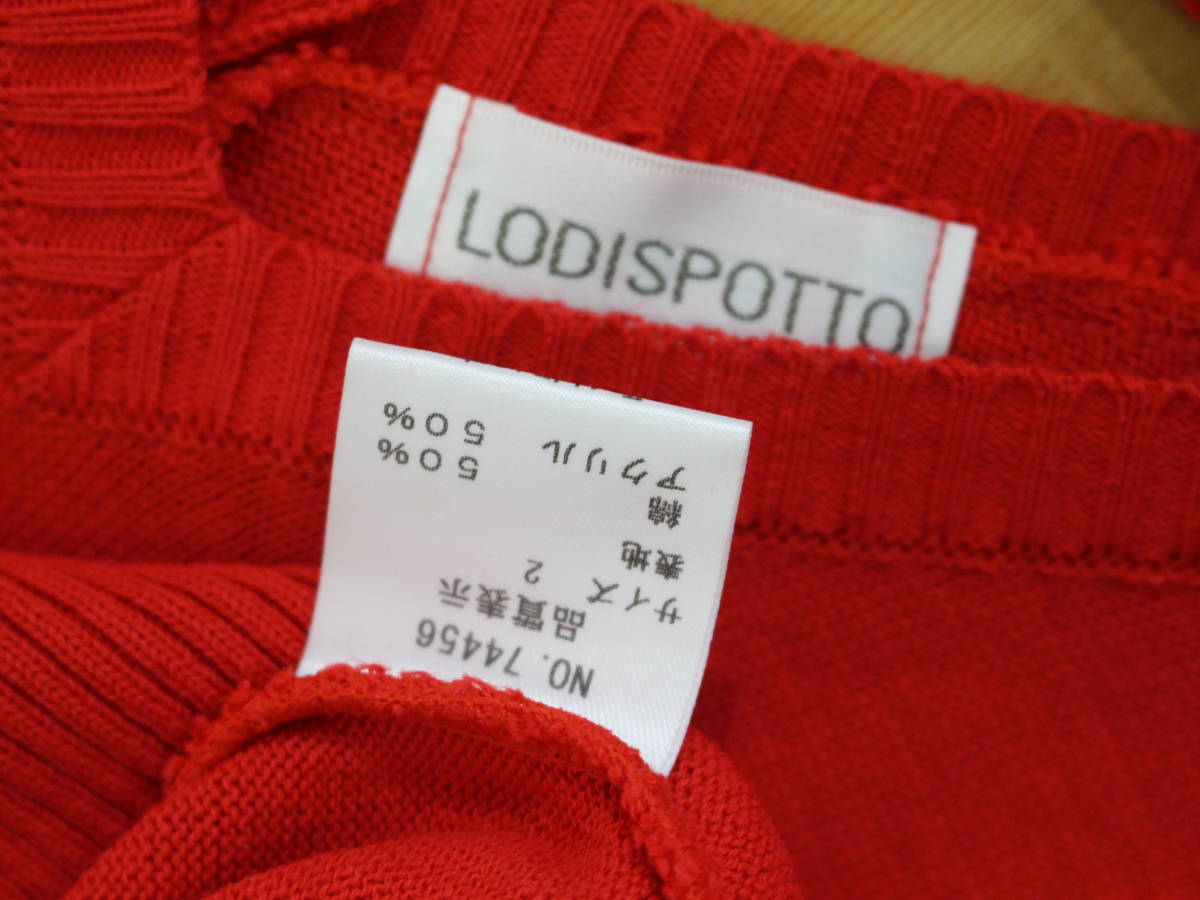 LODISPOTTO
NO. 74456
品質表示
サイズ 2
表地
綿 50%
アクリル 50%